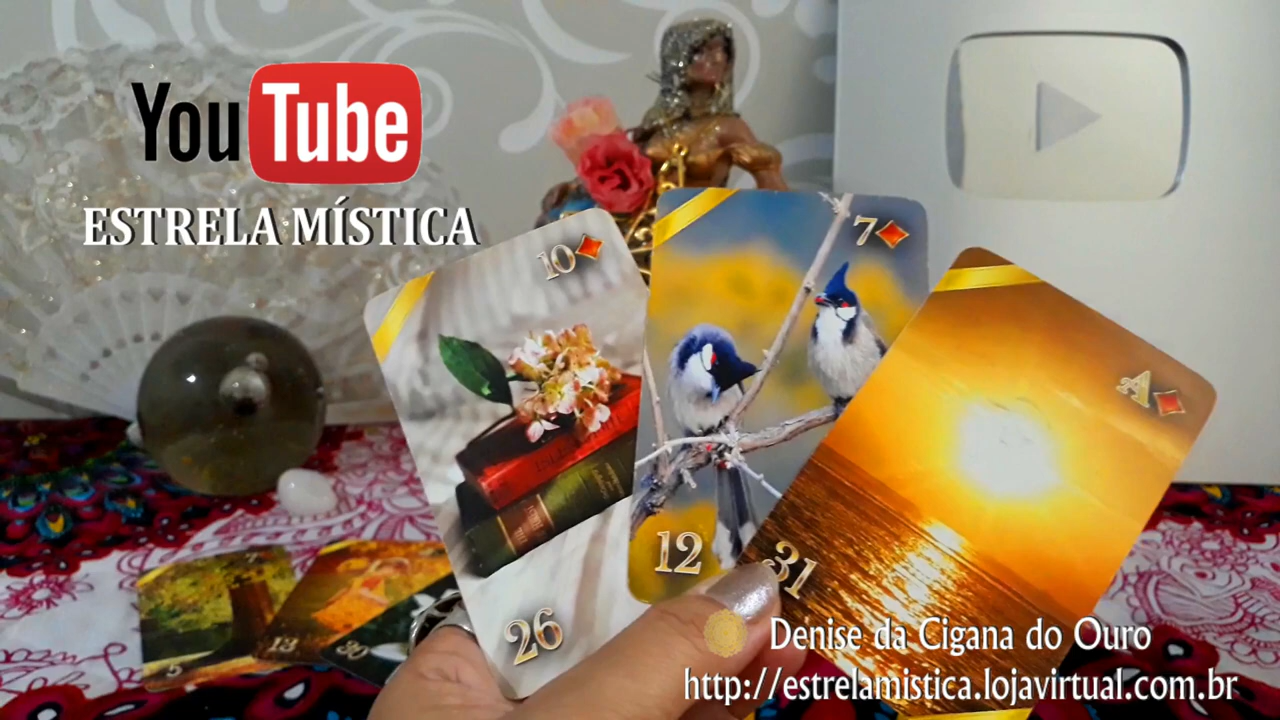 YouTube
ESTRELA MÍSTICA
10
7
A
12
31
26
7
5
13
30
Denise da Cigana do Ouro
http://estrelamistica.lojavirtual.com.br